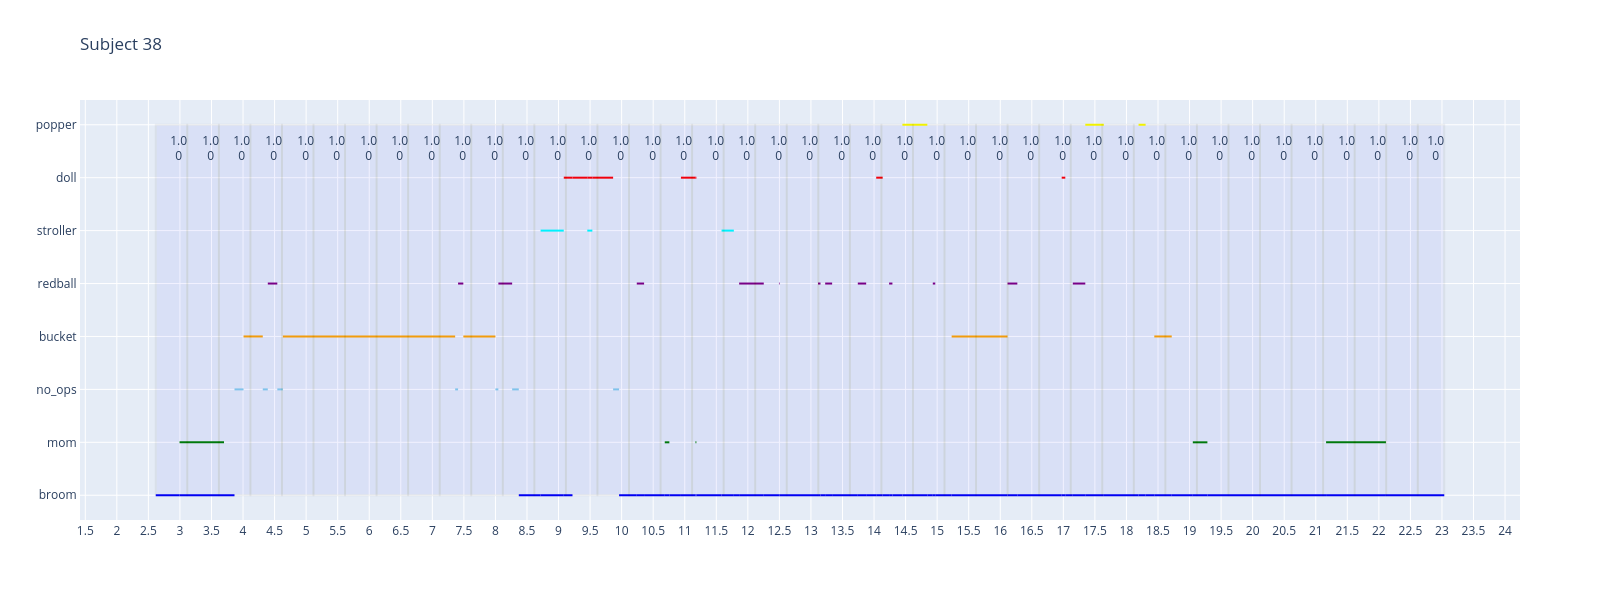 Subject 38
popper
1.0 1.0 1.0 1.0 1.0 1.0 1.0 1.0 1.0 1.0 1.0 1.0 1.0 1.0 1.0 1.0 1.0 1.0 1.0 1.0 1.0 1.0 1.0 1.0 1.0 1.0 1.0 1.0 1.0 1.0 1.0 1.0 1.0 1.0 1.0 1.0 1.0 1.0 1.0 1.0 1.0
0 0 0 0 0 0 0 0 0 0 0 0 0 0 0 0 0 0 0 0 0 0 0 0 0 0 0 0 0 0 0 0 0 0 0 0 0 0 0 0 0
doll
stroller
redball
bucket
no_ops
mom
broom
1.5 2 2.5 3 3.5 4 4.5 5 5.5 6 6.5 7 7.5 8 8.5 9 9.5 10 10.5 11 11.5 12 12.5 13 13.5 14 14.5 15 15.5 16 16.5 17 17.5 18 18.5 19 19.5 20 20.5 21 21.5 22 22.5 23 23.5 24